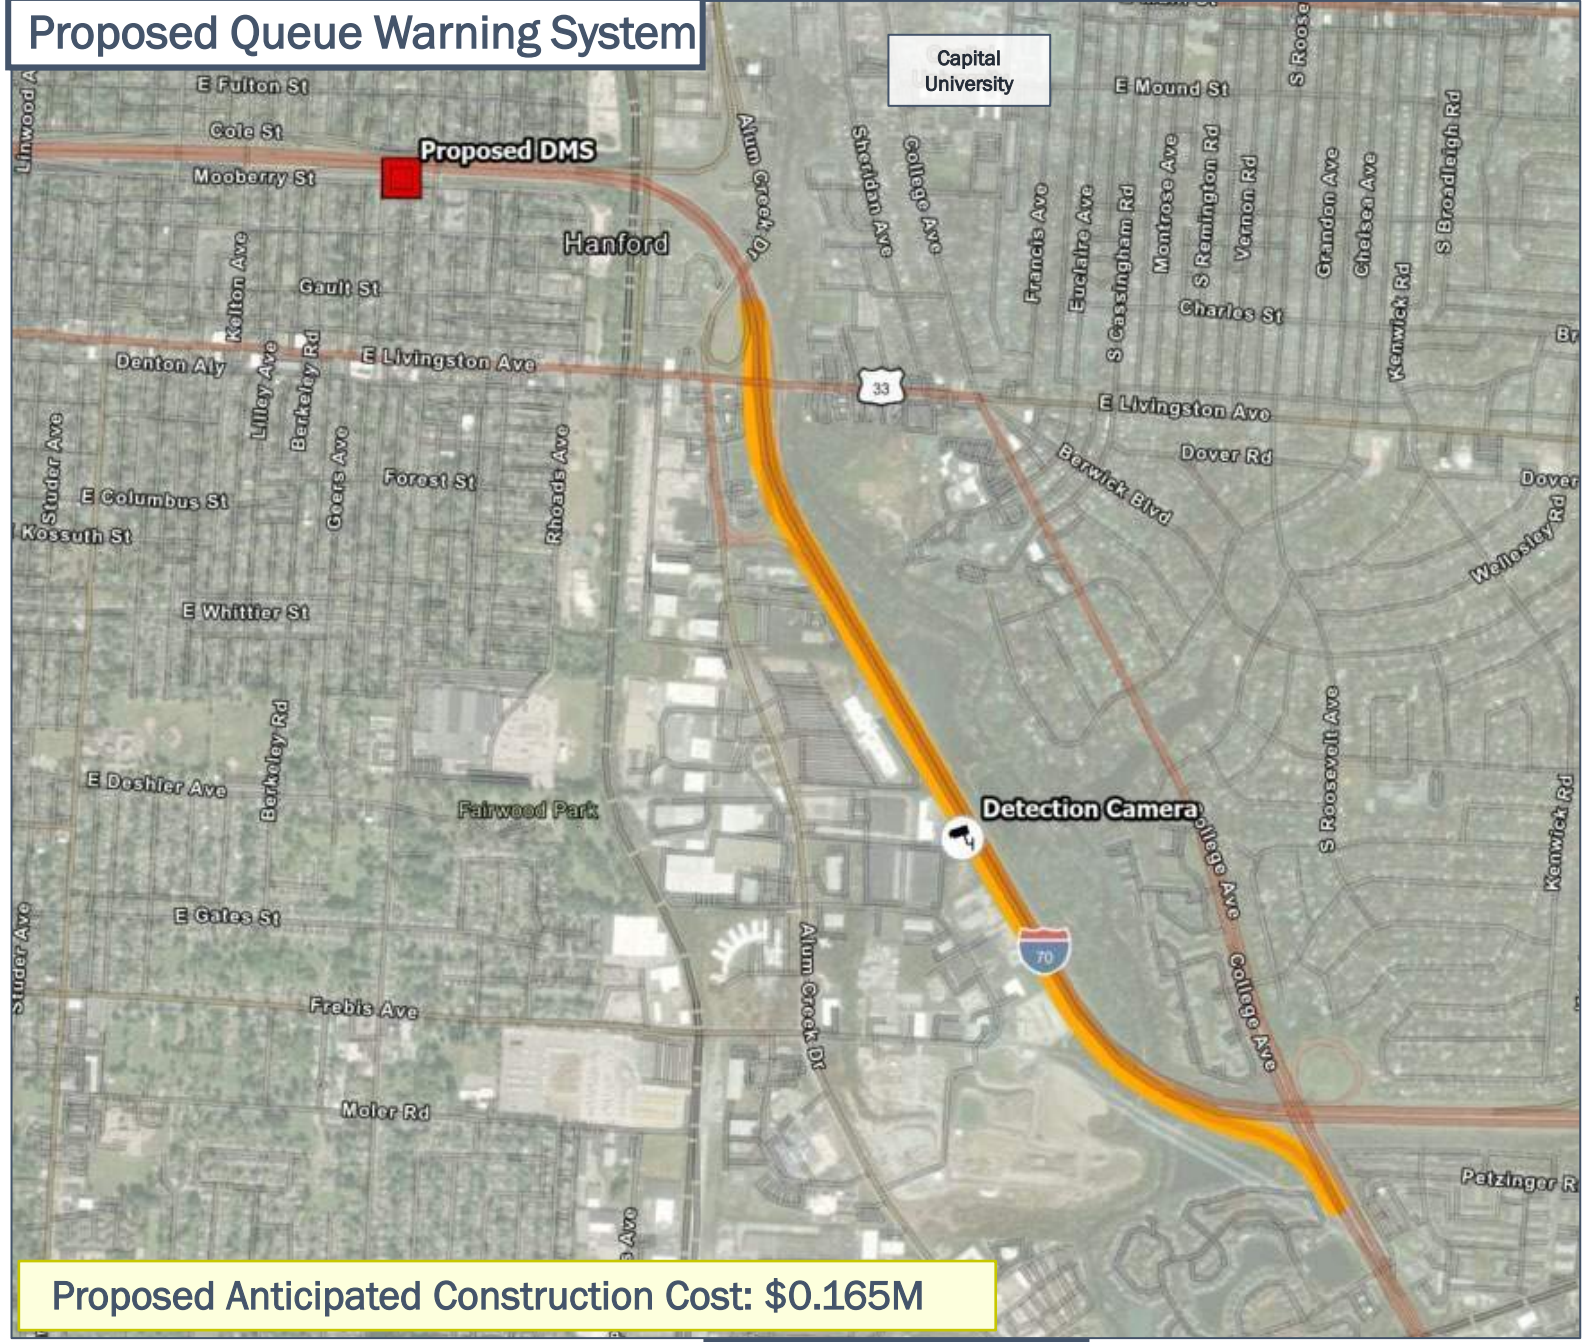 Proposed Queue Warning System
Capital
University
E Fulton St
Cole St
Mooberry St
Proposed DMS
Alum Creek Dr
Sheridan Ave
College Ave
E Mound St
S Roose
Linwood A
Francis Ave
Euclaire Ave
S Cassingham Rd
Montrose Ave
S Remington Rd
Vernon Rd
Grandon Ave
Chelsea Ave
S Broadleigh Rd
Kenwick Rd
Charles St
Hanford
Kelton Ave
Gault St
Denton Aly
Lilley Ave
Berkeley Rd
E Livingston Ave
33
E Livingston Ave
Br
Studer Ave
Geers Ave
Rhoads Ave
Forest St
E Columbus St
Kossuth St
Berwick Blvd
Dover Rd
Dover
Wellesley Rd
E Whittier St
Berkeley Rd
E Deshler Ave
Fairwood Park
Detection Camera
College Ave
S Roosevelt Ave
Kenwick Rd
E Gates St
Studer Ave
70
Alum Creek Dr
College Ave
Frebis Ave
Moler Rd
Petzinger R
s Ave
Proposed Anticipated Construction Cost: $0.165M